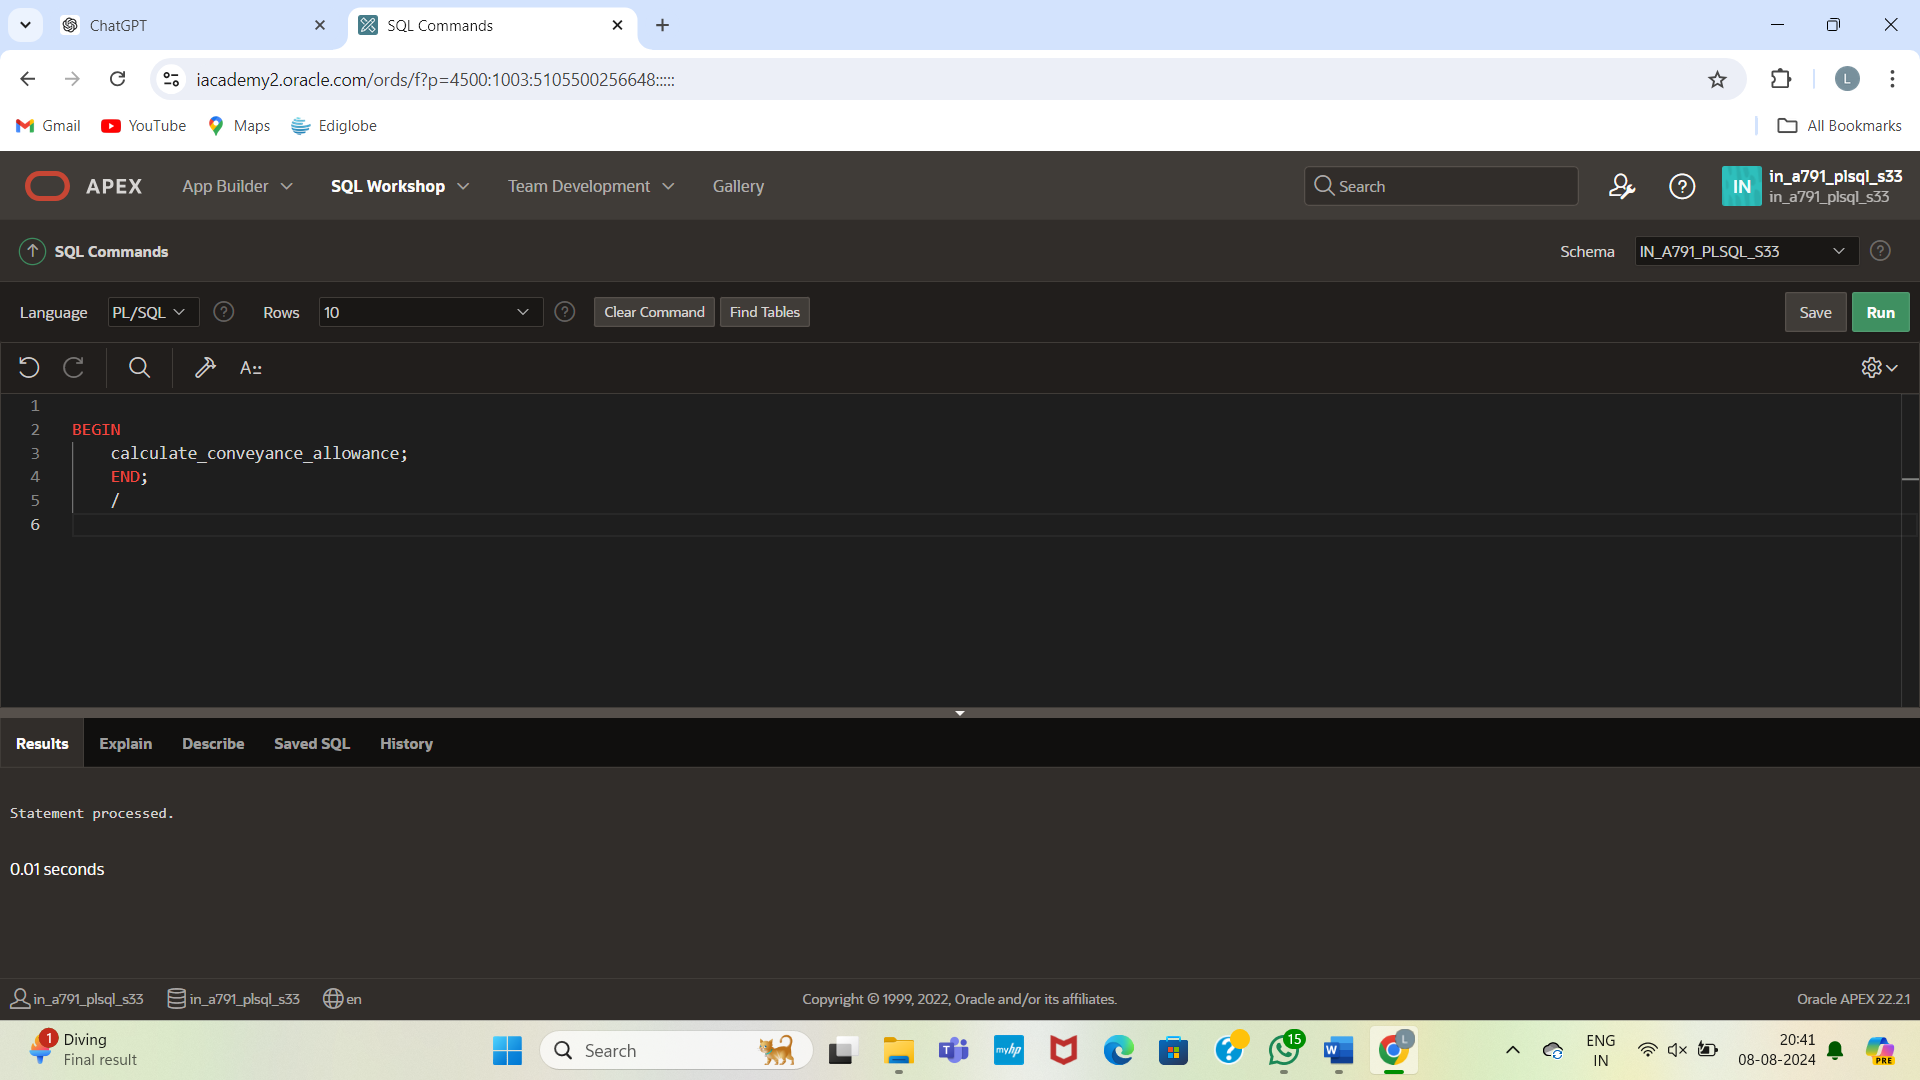 ChatGPT
SQL Commands
iacademy2.oracle.com/ords/f?p=4500:1003:5105500256648:::::
L
Gmail
YouTube
Maps
Ediglobe
All Bookmarks
APEX
App Builder
SQL Workshop
Team Development
Gallery
Search
?
IN
in_a791_plsql_s33
in_a791_plsql_s33
SQL Commands
Schema
IN_A791_PLSQL_S33
?
Language
PL/SQL
?
Rows
10
?
Clear Command
Find Tables
Save
Run
A::
1
2 BEGIN
3 calculate_conveyance_allowance;
4 END;
5 /
6
Results
Explain
Describe
Saved SQL
History
Statement processed.
0.01 seconds
in_a791_plsql_s33
in_a791_plsql_s33
en
Copyright © 1999, 2022, Oracle and/or its affiliates.
Oracle APEX 22.2.1
1
Diving
Final result
Search
myhp
?
15
W
L
ENG
IN
20:41
08-08-2024
PRE